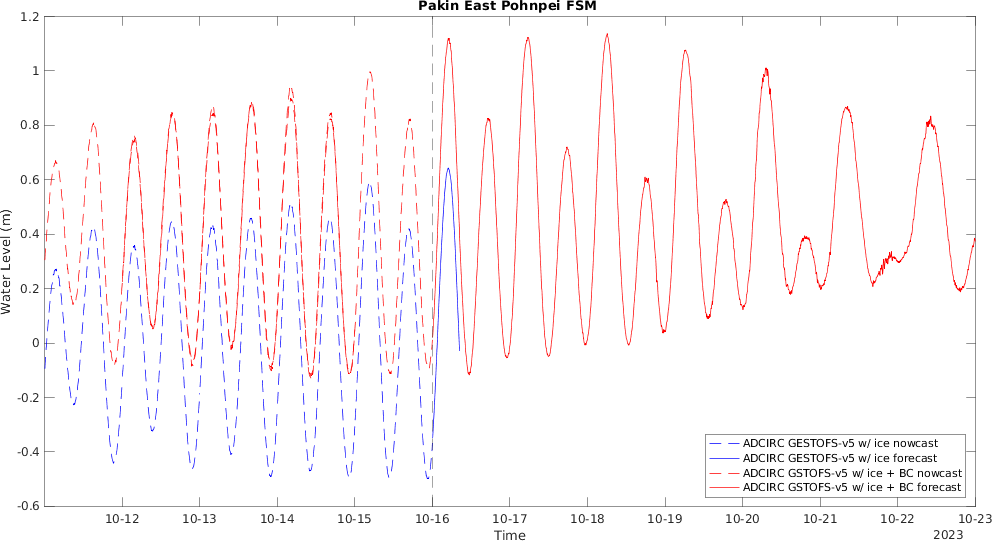 Pakin East Pohnpei FSM
Water Level (m)
1.2
1
0.8
0.6
0.4
0.2
0
-0.2
-0.4
-0.6
ADCIRC GESTOFS-v5 w/ ice nowcast
ADCIRC GESTOFS-v5 w/ ice forecast
ADCIRC GSTOFS-v5 w/ ice + BC nowcast
ADCIRC GSTOFS-v5 w/ ice + BC forecast
10-12 10-13 10-14 10-15 10-16 10-17 10-18 10-19 10-20 10-21 10-22 10-23
Time
2023